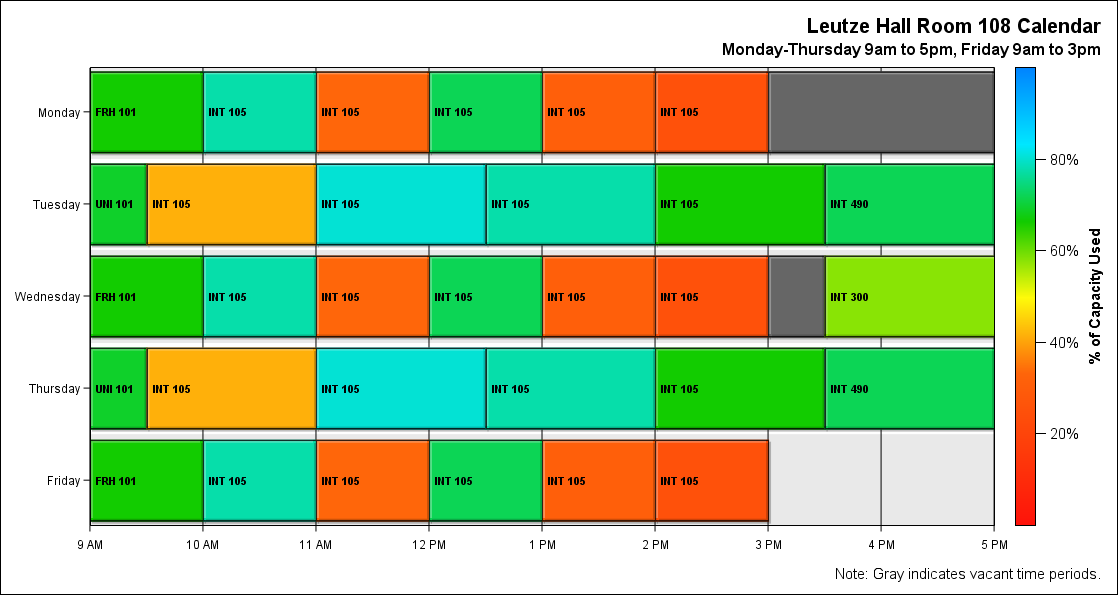 Leutze Hall Room 108 Calendar
Monday-Thursday 9am to 5pm, Friday 9am to 3pm
Monday
FRH 101 INT 105 INT 105 INT 105 INT 105 INT 105
Tuesday
UNI 101 INT 105 INT 105 INT 105 INT 105 INT 490
Wednesday
FRH 101 INT 105 INT 105 INT 105 INT 105 INT 105 INT 300
Thursday
UNI 101 INT 105 INT 105 INT 105 INT 105 INT 490
Friday
FRH 101 INT 105 INT 105 INT 105 INT 105 INT 105
9 AM 10 AM 11 AM 12 PM 1 PM 2 PM 3 PM 4 PM 5 PM
80%
60%
40%
20%
% of Capacity Used
Note: Gray indicates vacant time periods.